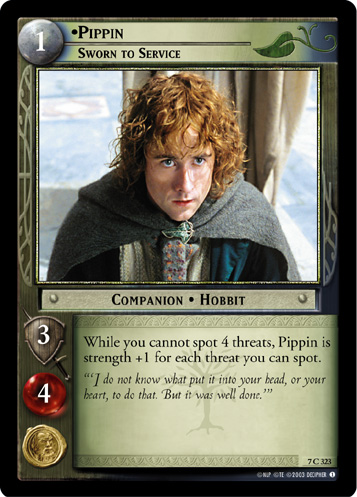 1
•PIPPIN
SWORN TO SERVICE
COMPANION • HOBBIT
3
4
While you cannot spot 4 threats, Pippin is
strength +1 for each threat you can spot.
“‘I do not know what put it into your head, or your
heart, to do that. But it was well done.’”
7 C 323
©NLP ©TE ©2003 DECIPHER